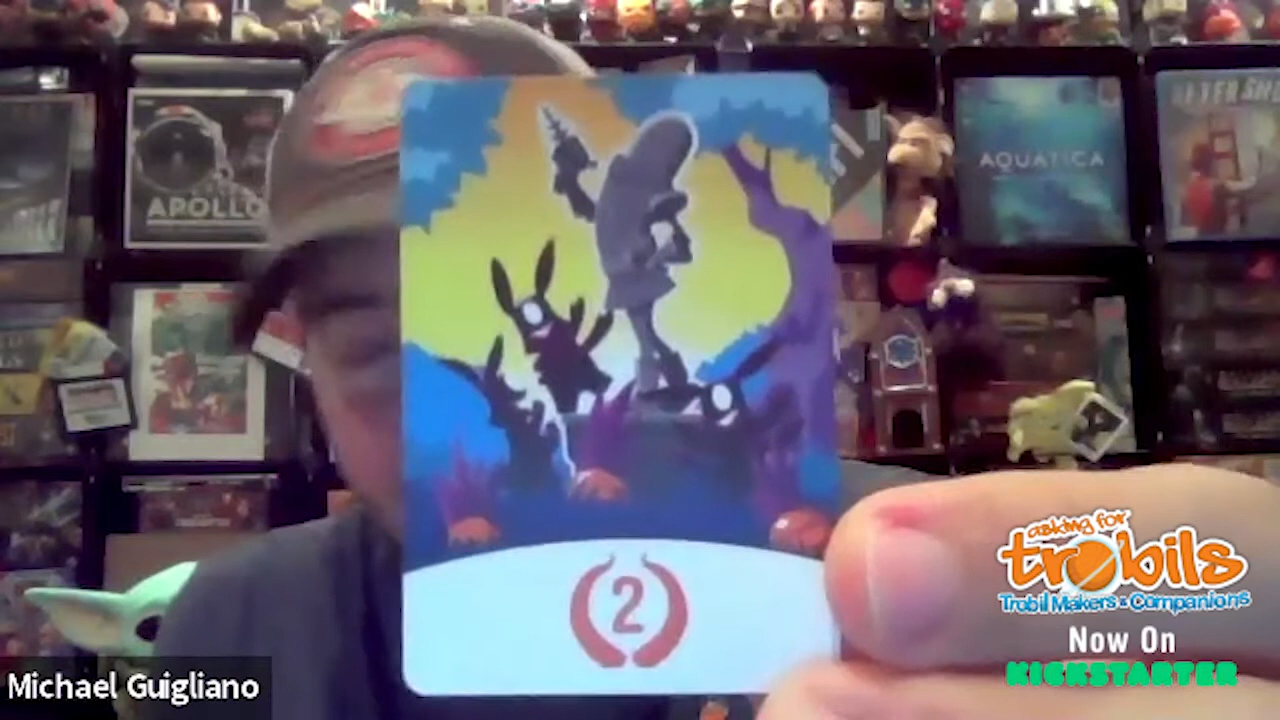 APOLLO
AQUATICA
2
asking for
trobils
Trobil Makers & Companions
Now On
KICKSTARTER
Michael Guigliano